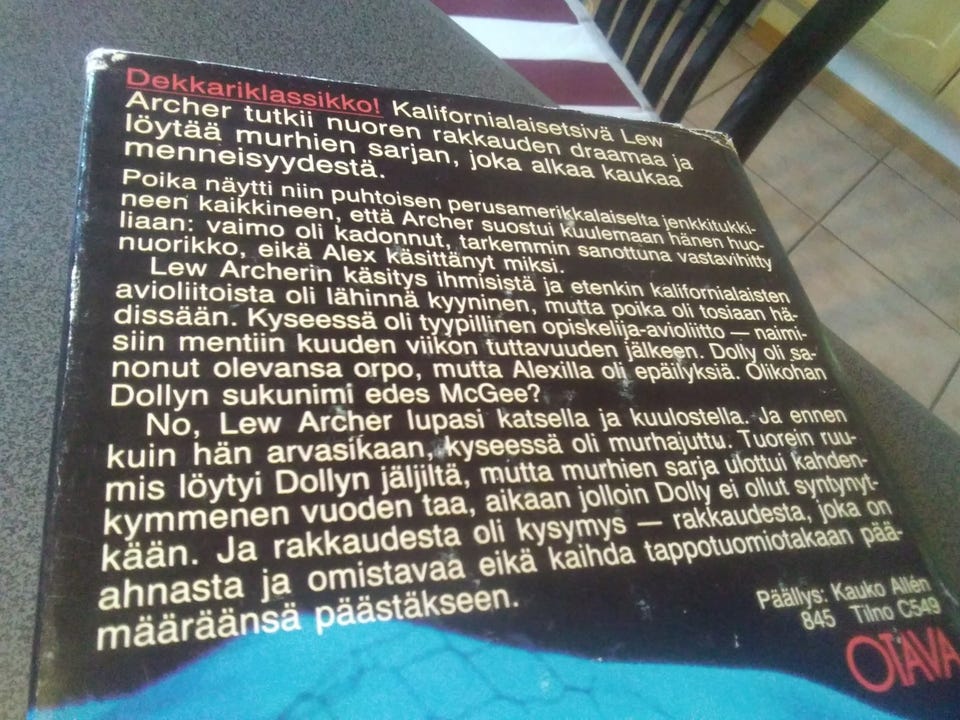 Dekkariklassikko! Kalifornialaisetsivä Lew
Archer tutkii nuoren rakkauden draamaa ja
löytää murhien sarjan, joka alkaa kaukaa
menneisyydestä.
Poika näytti niin puhtoisen perusamerikkalaiselta jenkkitukki-
neen kaikkineen, että Archer suostui kuulemaan hänen huo-
liaan: vaimo oli kadonnut, tarkemmin sanottuna vastavihitty
nuorikko, eikä Alex käsittänyt miksi.
Lew Archerin käsitys ihmisistä ja etenkin kalifornialaisten
avioliitoista oli lähinnä kyyninen, mutta poika oli tosiaan hä-
dissään. Kyseessä oli tyypillinen opiskelija-avioliitto — naimi-
siin mentiin kuuden viikon tuttavuuden jälkeen. Dolly oli sa-
nonut olevansa orpo, mutta Alexilla oli epäilyksiä. Olikohan
Dollyn sukunimi edes McGee?
No, Lew Archer lupasi katsella ja kuulostella. Ja ennen
kuin hän arvasikaan, kyseessä oli murhajuttu. Tuorein ruu-
mis löytyi Dollyn jäljiltä, mutta murhien sarja ulottui kahden-
kymmenen vuoden taa, aikaan jolloin Dolly ei ollut syntynyt-
kään. Ja rakkaudesta oli kysymys — rakkaudesta, joka on
ahnasta ja omistavaa eikä kaihda tappotuomiotakaan pää-
määräänsä päästäkseen.
Päällys: Kauko Allén
845 Tilno C549
OTAVA